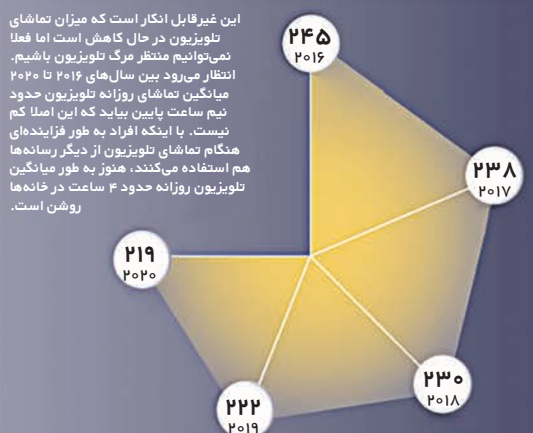 این غیرقابل انکار است که میزان تماشای
تلویزیون در حال کاهش است اما فعلا
نمی‌توانیم منتظر مرگ تلویزیون باشیم.
انتظار می‌رود بین سال‌های ۲۰۱۶ تا ۲۰۲۰
میانگین تماشای روزانه تلویزیون حدود
نیم ساعت پایین بیاید که این اصلا کم
نیست. با اینکه افراد به طور فزاینده‌ای
هنگام تماشای تلویزیون از دیگر رسانه‌ها
هم استفاده می‌کنند، هنوز به طور میانگین
تلویزیون روزانه حدود ۴ ساعت در خانه‌ها
روشن است.
۲۴۵
۲۰۱۶
۲۳۸
۲۰۱۷
۲۳۰
۲۰۱۸
۲۲۲
۲۰۱۹
۲۱۹
۲۰۲۰